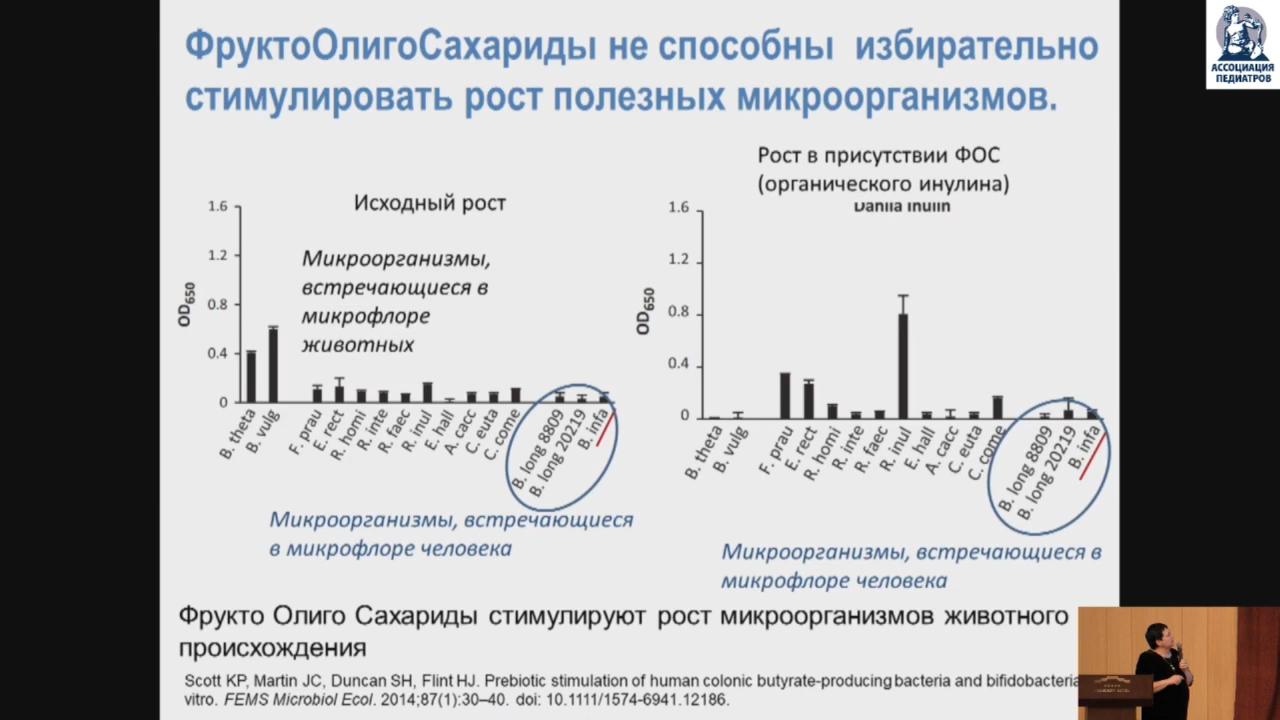 ФруктоОлигоСахариды не способны избирательно
стимулировать рост полезных микроорганизмов.
АССОЦИАЦИЯ
ПЕДИАТРОВ
Исходный рост
Микроорганизмы,
встречающиеся в
микрофлоре
животных
OD650
1.6
1.2
0.8
0.4
0
B. theta
B. vulg
F. prau
E. rect
R. homi
R. inte
R. faec
R. inul
E. hall
A. cacc
C. euta
C. come
B. long 8809
B. long 20219
B. infa
Микроорганизмы, встречающиеся
в микрофлоре человека
Рост в присутствии ФОС
(органического инулина)
Dahlia inulin
OD650
1.6
1.2
0.8
0.4
0
B. theta
B. vulg
F. prau
E. rect
R. homi
R. inte
R. faec
R. inul
E. hall
A. cacc
C. euta
C. come
B. long 8809
B. long 20219
B. infa
Микроорганизмы, встречающиеся в
микрофлоре человека
Фрукто Олиго Сахариды стимулируют рост микроорганизмов животного
происхождения
Scott KP, Martin JC, Duncan SH, Flint HJ. Prebiotic stimulation of human colonic butyrate-producing bacteria and bifidobacteria
vitro. FEMS Microbiol Ecol. 2014;87(1):30–40. doi: 10.1111/1574-6941.12186.